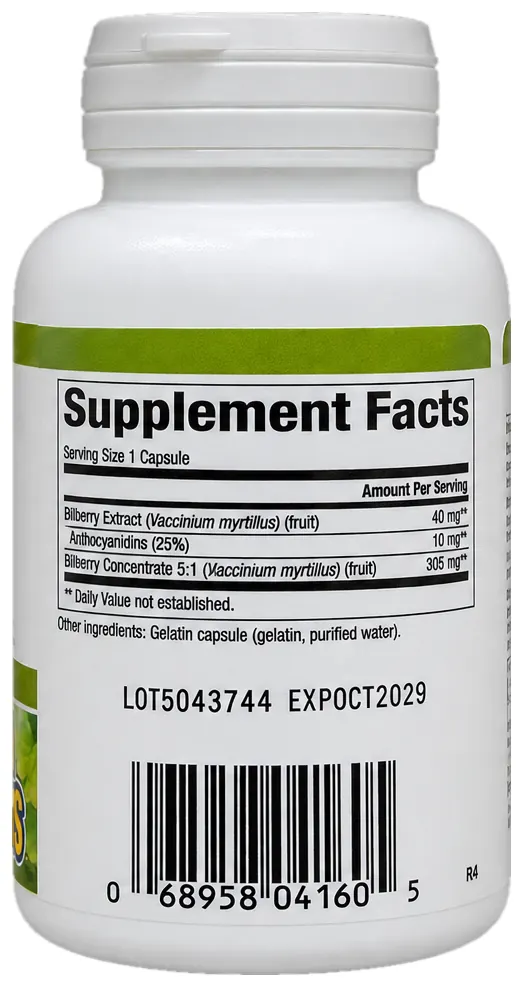 Supplement Facts
Serving Size 1 Capsule
Amount Per Serving
Bilberry Extract (Vaccinium myrtillus) (fruit) 40 mg**
Anthocyanidins (25%) 10 mg**
Bilberry Concentrate 5:1 (Vaccinium myrtillus) (fruit) 305 mg**
** Daily Value not established.
Other ingredients: Gelatin capsule (gelatin, purified water).
LOT5043744 EXPOCT2029
0 68958 04160 5
R4